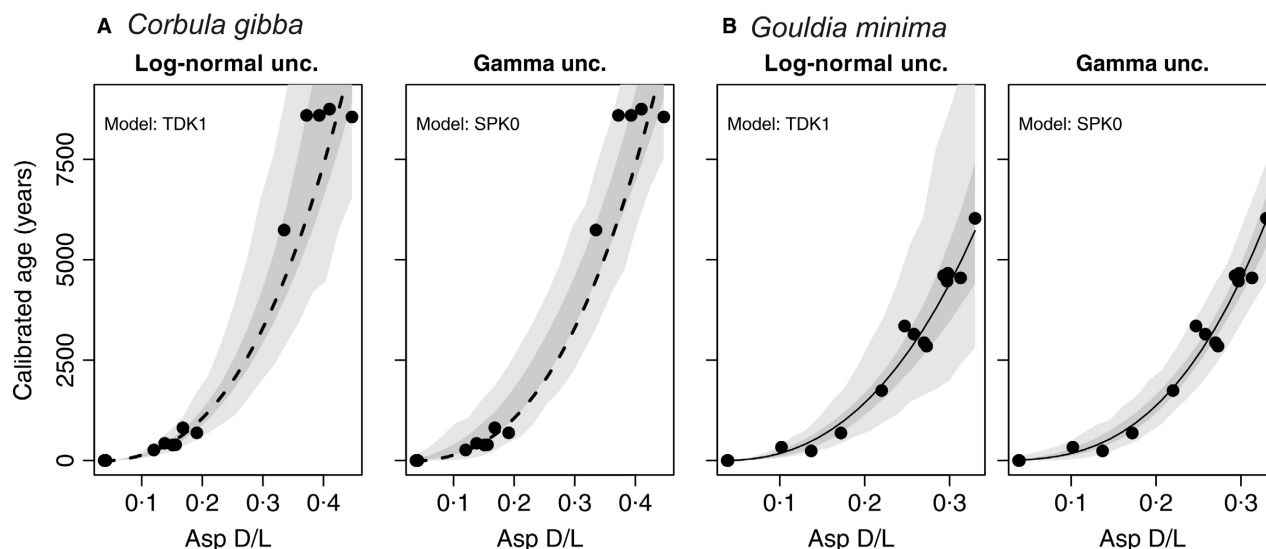 A Corbula gibba
B Gouldia minima
Log-normal unc.
Gamma unc.
Log-normal unc.
Gamma unc.
Model: TDK1
Model: SPK0
Model: TDK1
Model: SPK0
Calibrated age (years)
7500
5000
2500
0
0·1 0·2 0·3 0·4
0·1 0·2 0·3 0·4
0·1 0·2 0·3
0·1 0·2 0·3
Asp D/L
Asp D/L
Asp D/L
Asp D/L